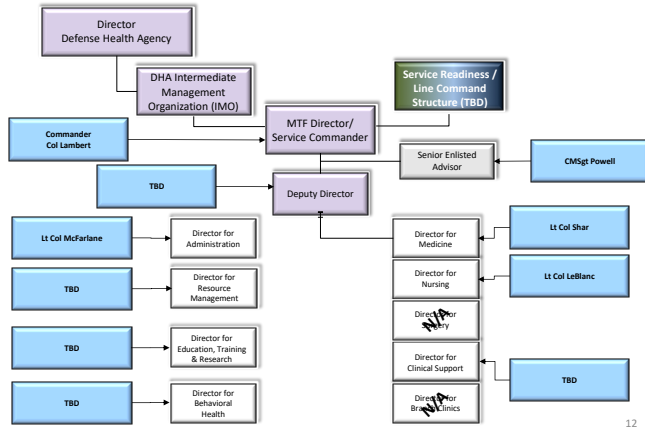 Director
Defense Health Agency
DHA Intermediate
Management
Organization (IMO)
Service Readiness /
Line Command
Structure (TBD)
MTF Director/
Service Commander
Commander
Col Lambert
Senior Enlisted
Advisor
CMSgt Powell
TBD
Deputy Director
Lt Col McFarlane
Director for
Administration
Director for
Medicine
Lt Col Shar
TBD
Director for
Resource
Management
Director for
Nursing
Lt Col LeBlanc
Director for
Surgery
N/A
TBD
Director for
Education, Training
& Research
Director for
Clinical Support
TBD
TBD
Director for
Behavioral
Health
Director for
Branch Clinics
N/A
12